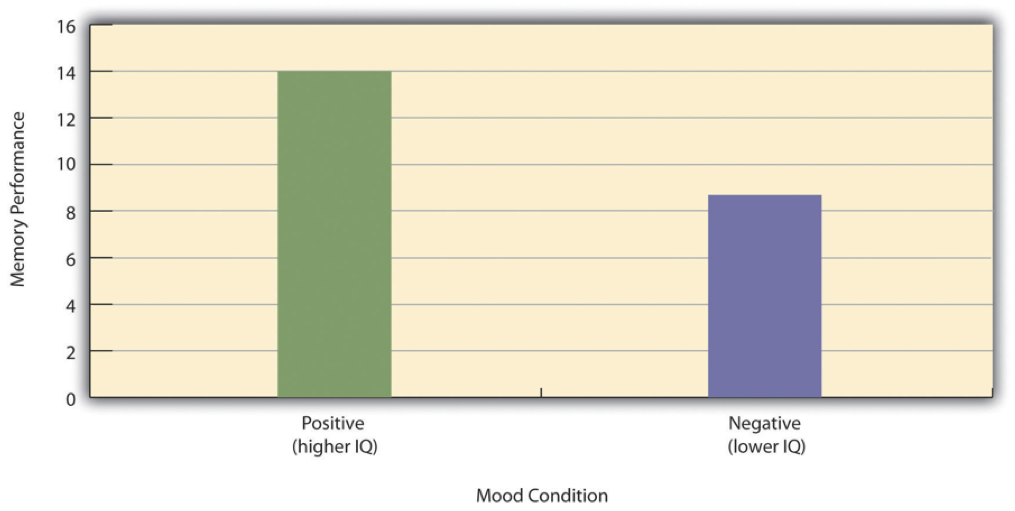 16
14
12
10
8
6
4
2
0
Memory Performance
Positive
(higher IQ)
Negative
(lower IQ)
Mood Condition